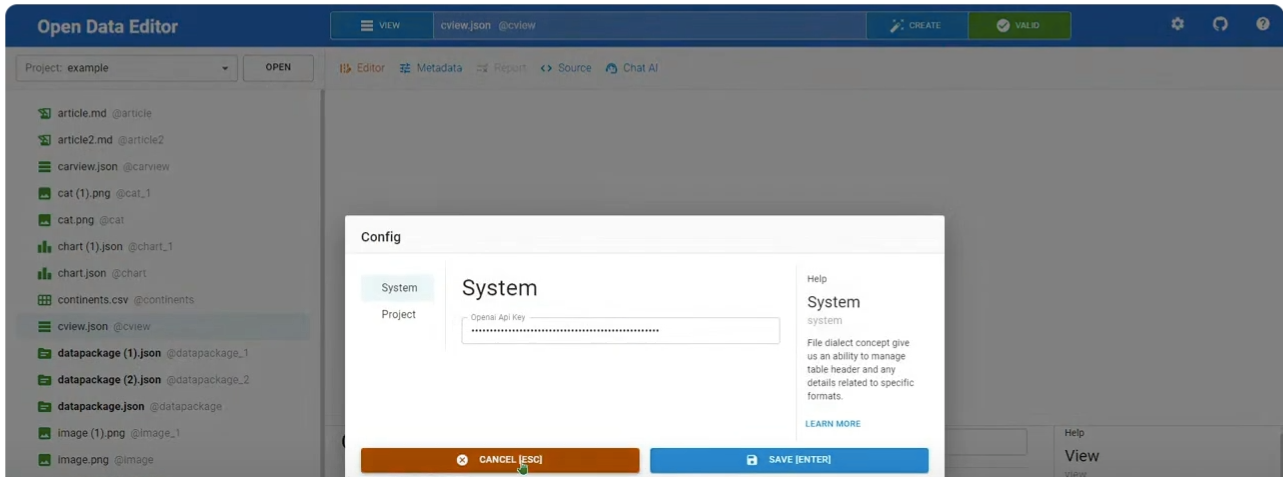 Open Data Editor
VIEW
cview.json @cview
CREATE
VALID
Project: example
OPEN
Editor
Metadata
Report
Source
Chat AI
article.md @article
article2.md @article2
carview.json @carview
cat (1).png @cat_1
cat.png @cat
chart (1).json @chart_1
chart.json @chart
continents.csv @continents
cview.json @cview
datapackage (1).json @datapackage_1
datapackage (2).json @datapackage_2
datapackage.json @datapackage
image (1).png @image_1
image.png @image
Config
System
Project
System
Openai Api Key
Help
System
system
File dialect concept give
us an ability to manage
table header and any
details related to specific
formats.
LEARN MORE
CANCEL [ESC]
SAVE [ENTER]
Help
View
view